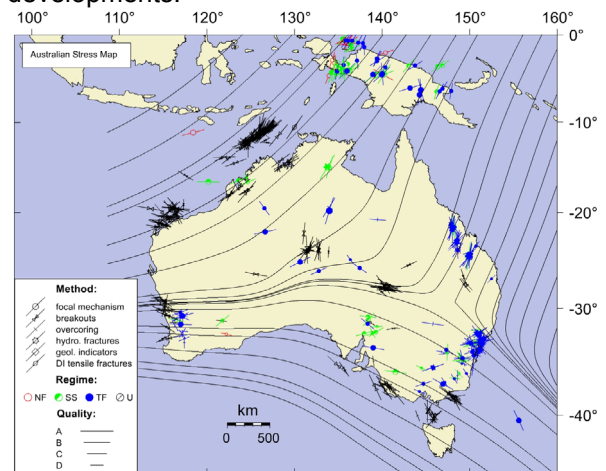 developments.
100° 110° 120° 130° 140° 150° 160°
0°
Australian Stress Map
-10°
-20°
-30°
-40°
Method:
focal mechanism
breakouts
overcoring
hydro. fractures
geol. indicators
DI tensile fractures
Regime:
NF SS TF U
Quality:
A
B
C
D
km
0 500